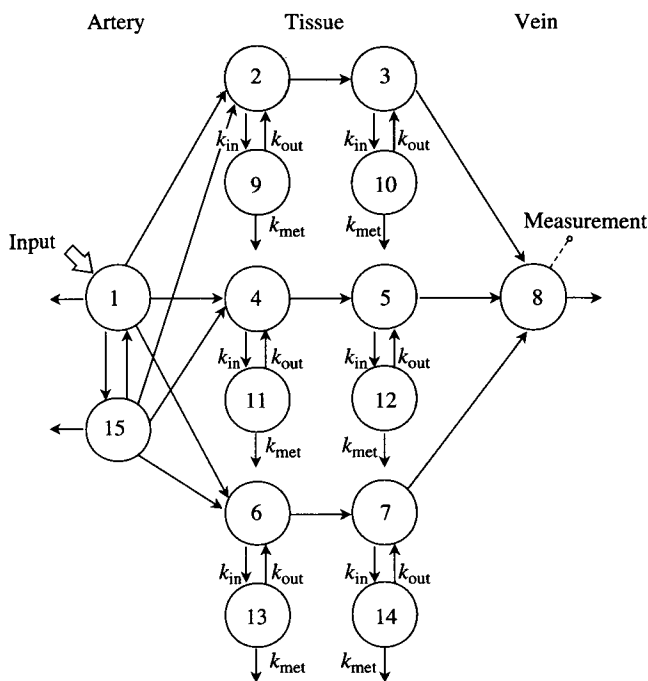 Artery Tissue Vein
2 3
k_in k_out k_in k_out
9 10
k_met k_met
Measurement
Input
1 4 5 8
k_in k_out k_in k_out
15 11 12
k_met k_met
6 7
k_in k_out k_in k_out
13 14
k_met k_met